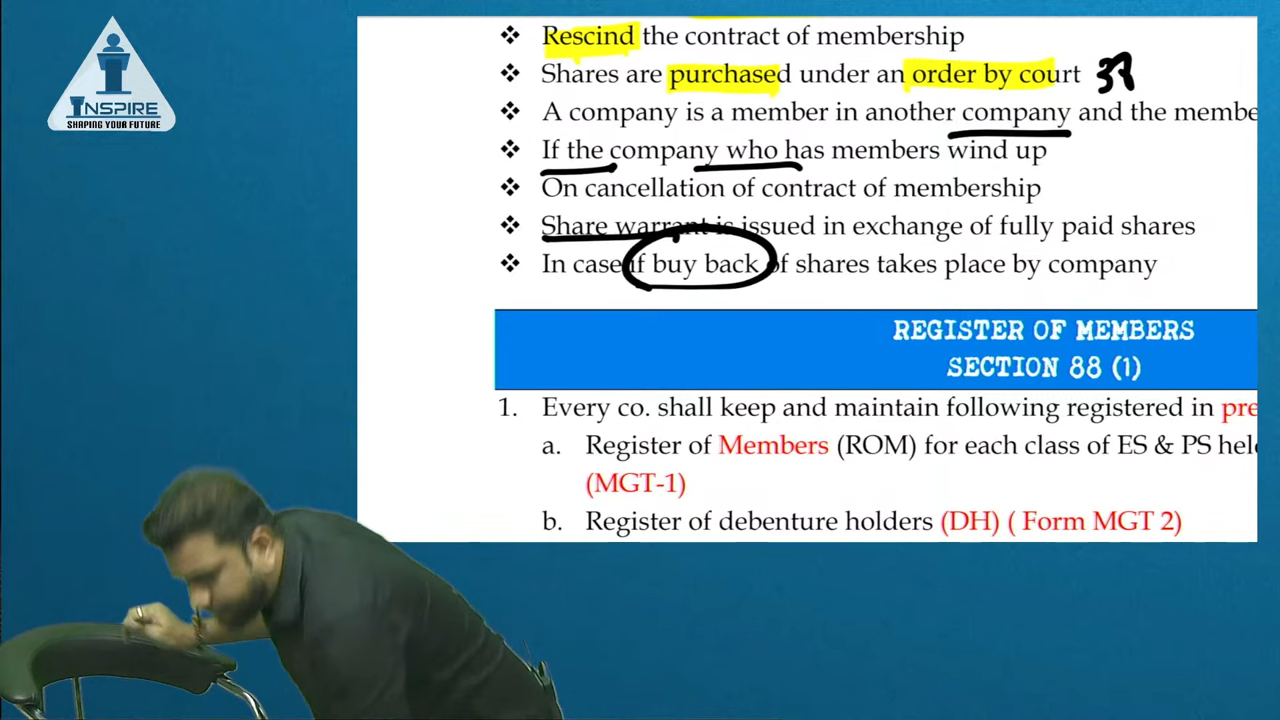 INSPIRE
SHAPING YOUR FUTURE
❖ Rescind the contract of membership
❖ Shares are purchased under an order by court
❖ A company is a member in another company and the membe
❖ If the company who has members wind up
❖ On cancellation of contract of membership
❖ Share warrant is issued in exchange of fully paid shares
❖ In case if buy back of shares takes place by company
REGISTER OF MEMBERS
SECTION 88 (1)
1. Every co. shall keep and maintain following registered in pre
a. Register of Members (ROM) for each class of ES & PS hel
(MGT-1)
b. Register of debenture holders (DH) ( Form MGT 2)